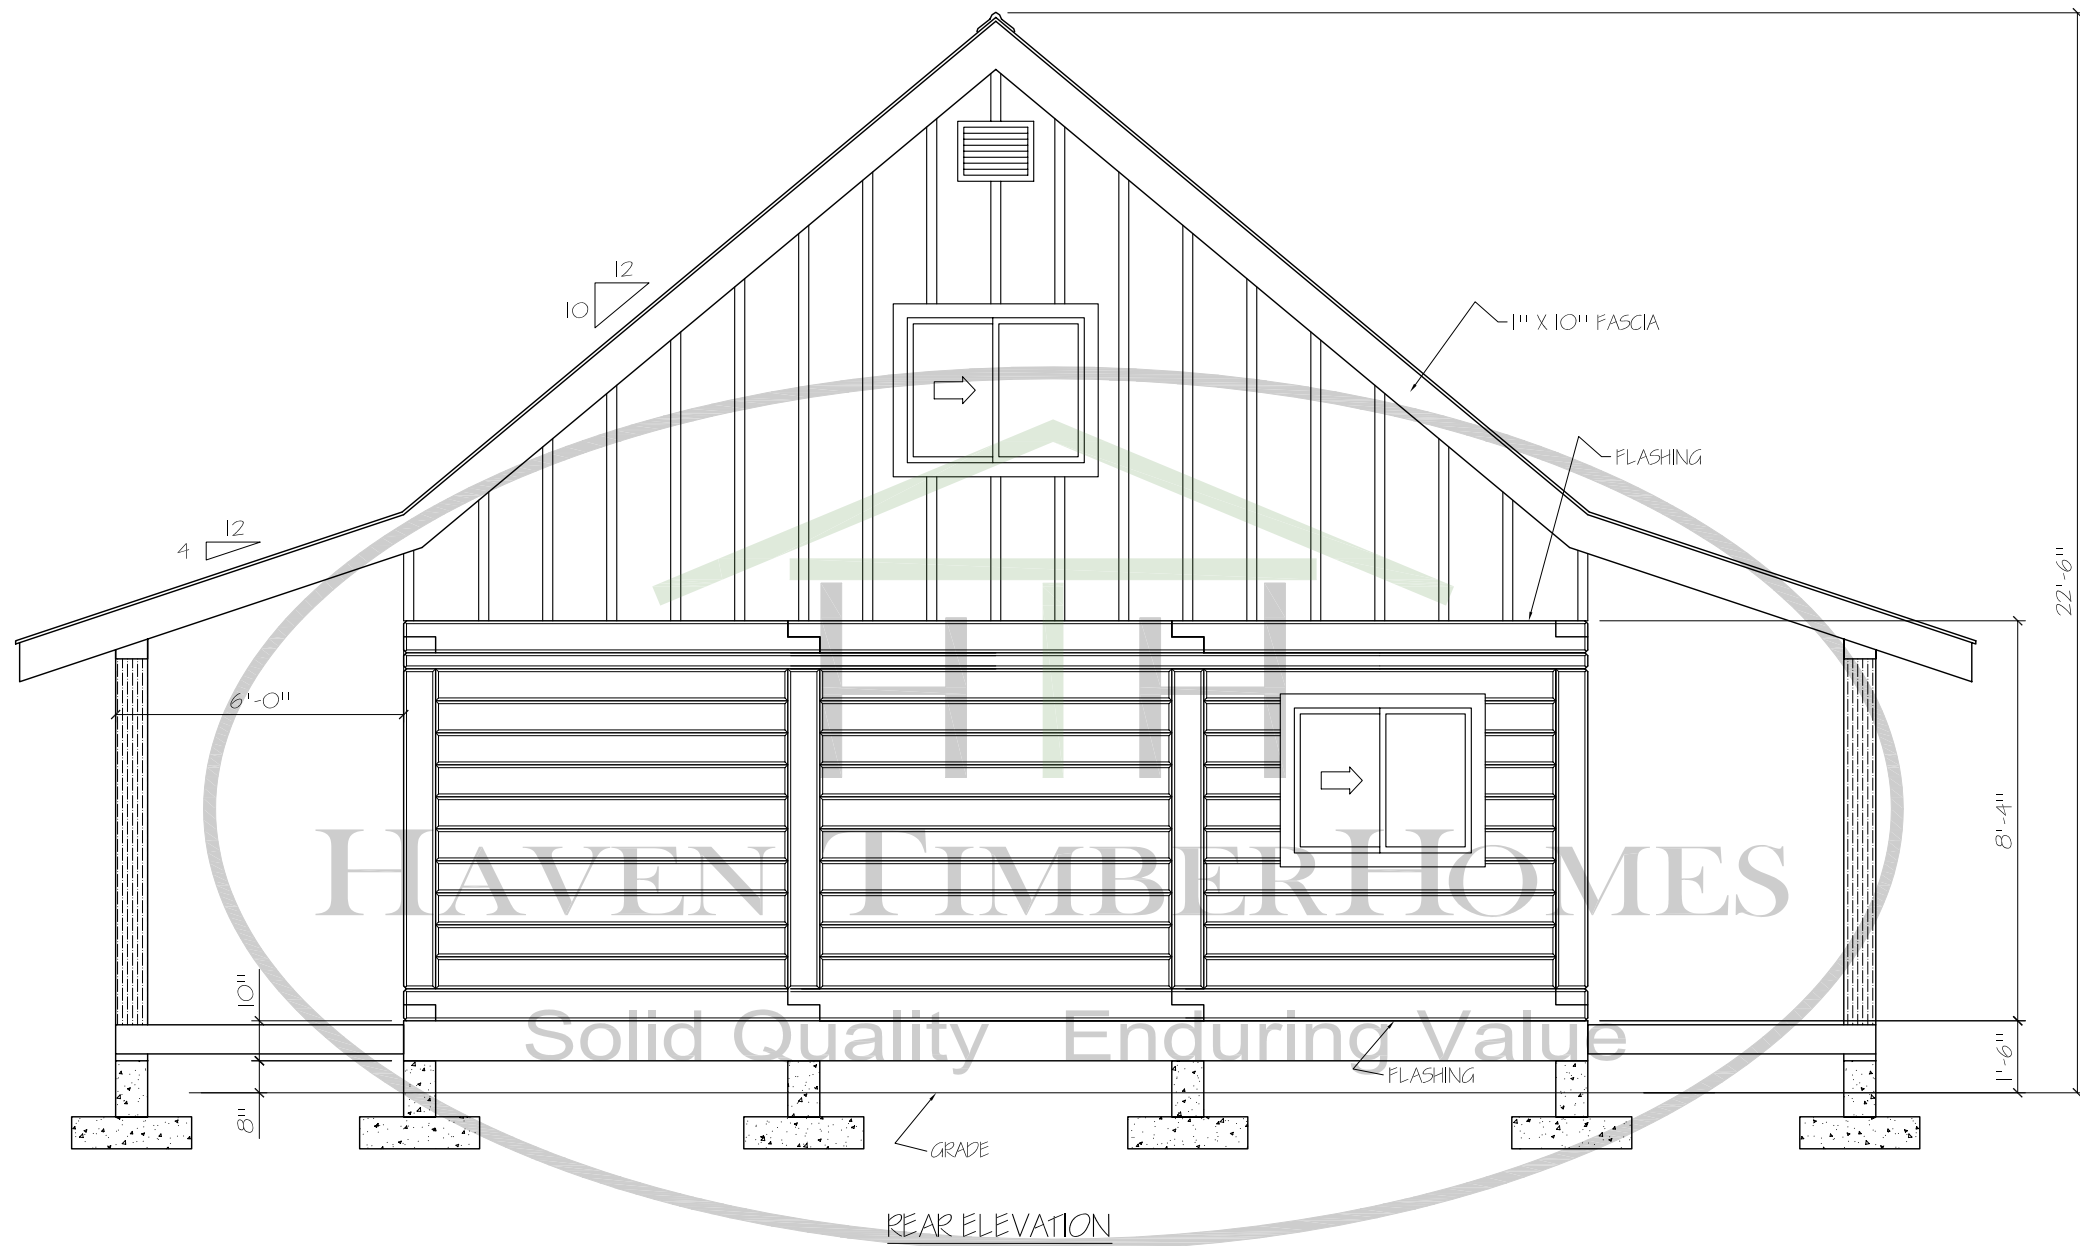 12
10
1" X 10" FASCIA
FLASHING
12
4
22'-6"
6'-0"
8'-4"
HAVEN TIMBERHOMES
10"
Solid Quality Enduring Value
1'-6"
FLASHING
8"
GRADE
REAR ELEVATION